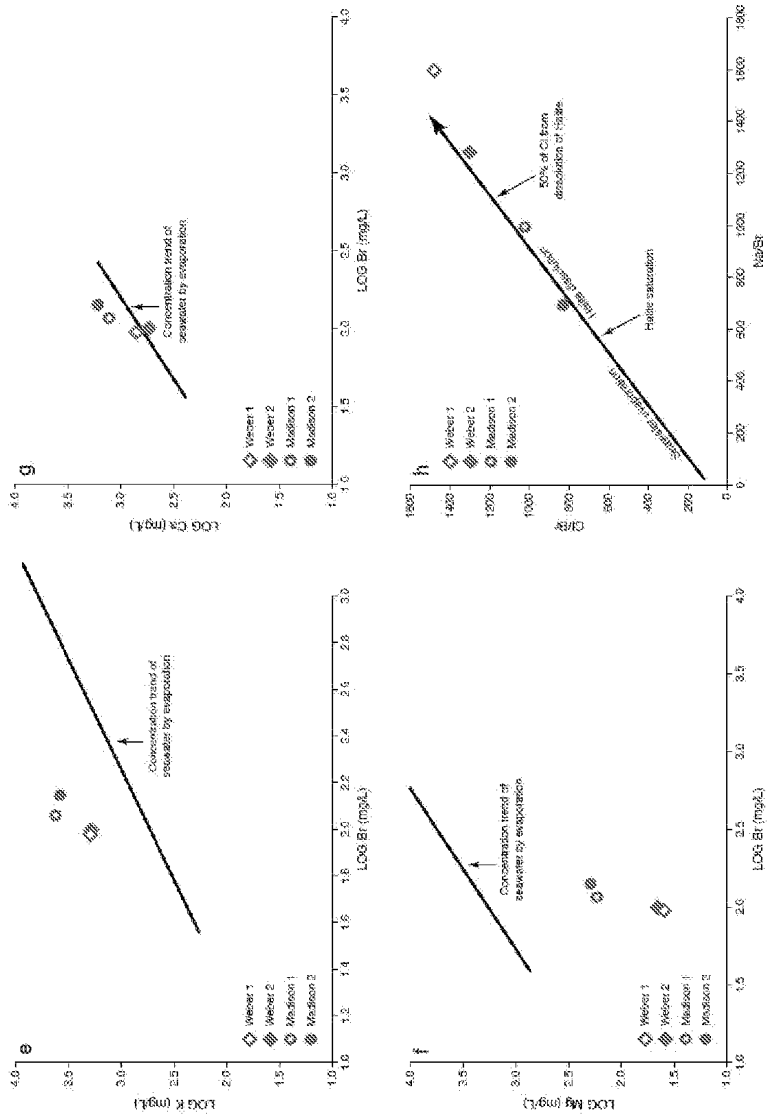 e
LOG K (mg/L)
4.0
3.5
3.0
2.5
2.0
1.5
1.0
Weber 1
Weber 2
Madison 1
Madison 2
Concentration trend of
seawater by evaporation
1.0
1.2
1.4
1.6
1.8
2.0
2.2
2.4
2.6
2.8
3.0
LOG Br (mg/L)
g
LOG Ca (mg/L)
4.0
3.5
3.0
2.5
2.0
1.5
1.0
Weber 1
Weber 2
Madison 1
Madison 2
Concentration trend of
seawater by evaporation
1.0
1.5
2.0
2.5
3.0
3.5
4.0
LOG Br (mg/L)
f
LOG Mg (mg/L)
4.0
3.5
3.0
2.5
2.0
1.5
1.0
Weber 1
Weber 2
Madison 1
Madison 2
Concentration trend of
seawater by evaporation
1.0
1.5
2.0
2.5
3.0
3.5
4.0
LOG Br (mg/L)
h
Cl/Br
1600
1400
1200
1000
800
600
400
200
0
Weber 1
Weber 2
Madison 1
Madison 2
Seawater evaporation
Halite dissolution
Halite saturation
50% of Cl from
dissolution of Halite
0
200
400
600
800
1000
1200
1400
1600
1800
Na/Br